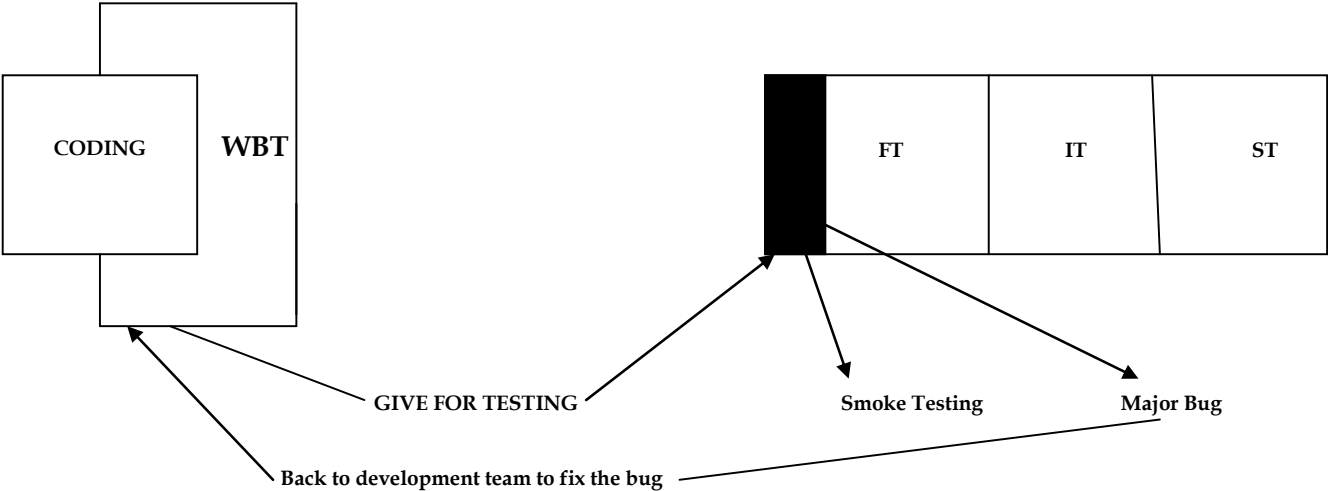 CODING
WBT
FT
IT
ST
GIVE FOR TESTING
Smoke Testing
Major Bug
Back to development team to fix the bug